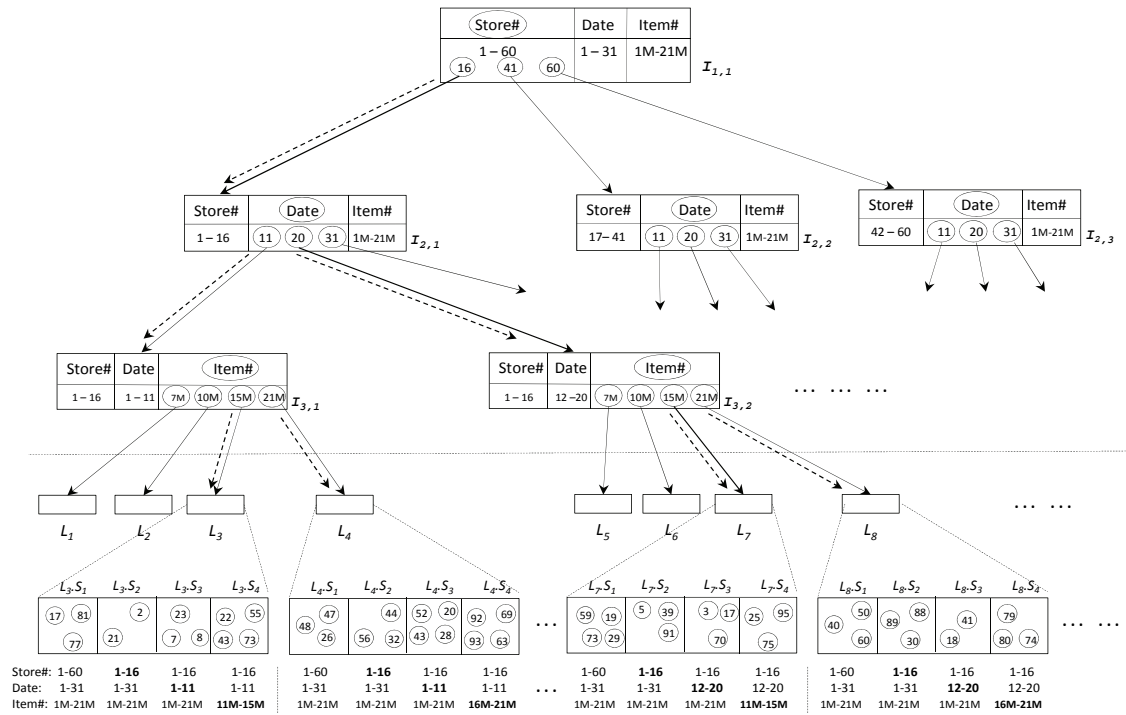 Store# Date Item#
1 – 60 1 – 31 1M-21M
16 41 60
I1,1
Store# Date Item#
1 – 16 11 20 31 1M-21M
I2,1
Store# Date Item#
17 – 41 11 20 31 1M-21M
I2,2
Store# Date Item#
42 – 60 11 20 31 1M-21M
I2,3
Store# Date Item#
1 – 16 1 – 11 7M 10M 15M 21M
I3,1
Store# Date Item#
1 – 16 12 –20 7M 10M 15M 21M
I3,2
... ... ...
L1 L2 L3 L4 L5 L6 L7 L8
... ...
L3.S1 L3.S2 L3.S3 L3.S4 L4.S1 L4.S2 L4.S3 L4.S4 L7.S1 L7.S2 L7.S3 L7.S4 L8.S1 L8.S2 L8.S3 L8.S4
17 81 2 23 22 55 47 44 52 20 92 69 59 19 5 39 3 17 25 95 40 50 89 88 41 79
77 21 7 8 43 73 48 26 56 32 43 28 93 63 ... 73 29 91 70 75 60 30 18 80 74 ... ...
Store#: 1-60 1-16 1-16 1-16 1-60 1-16 1-16 1-16 1-60 1-16 1-16 1-16 1-60 1-16 1-16 1-16
Date: 1-31 1-31 1-11 1-11 1-31 1-31 1-11 1-11 ... 1-31 1-31 12-20 12-20 1-31 1-31 12-20 12-20
Item#: 1M-21M 1M-21M 1M-21M 11M-15M 1M-21M 1M-21M 1M-21M 16M-21M 1M-21M 1M-21M 1M-21M 11M-15M 1M-21M 1M-21M 1M-21M 16M-21M